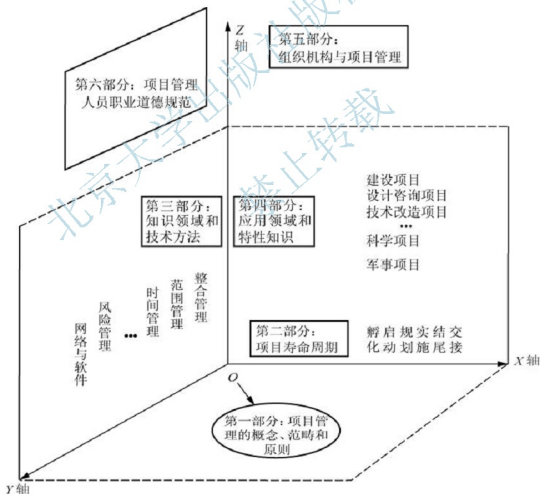 Z
轴
第五部分：
组织机构与项目管理
第六部分：项目管理
人员职业道德规范
第三部分：
知识领域和
技术方法
第四部分：
应用领域和
特性知识
建设项目
设计咨询项目
技术改造项目
•••
科学项目
军事项目
整合管理
范围管理
时间管理
•••
风险管理
网络与软件
第二部分：
项目寿命周期
孵启规实结交
化动划施尾接
X轴
O
第一部分：项目管
理的概念、范畴和
原则
Y轴
北京大学出版社版权
禁止转载